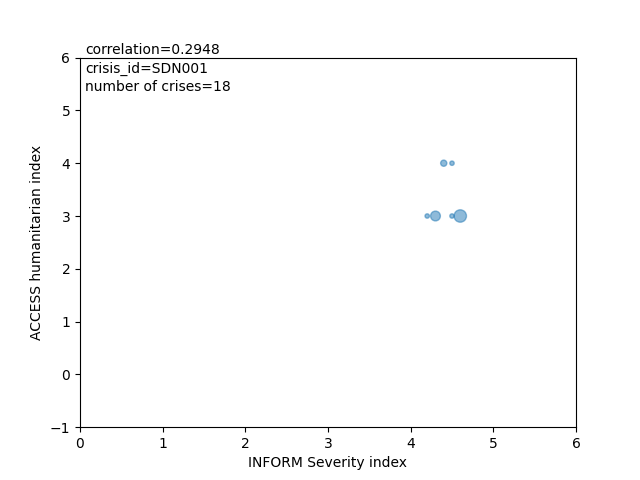 correlation=0.2948
crisis_id=SDN001
number of crises=18
6
5
4
3
2
1
0
−1
ACCESS humanitarian index
0 1 2 3 4 5 6
INFORM Severity index